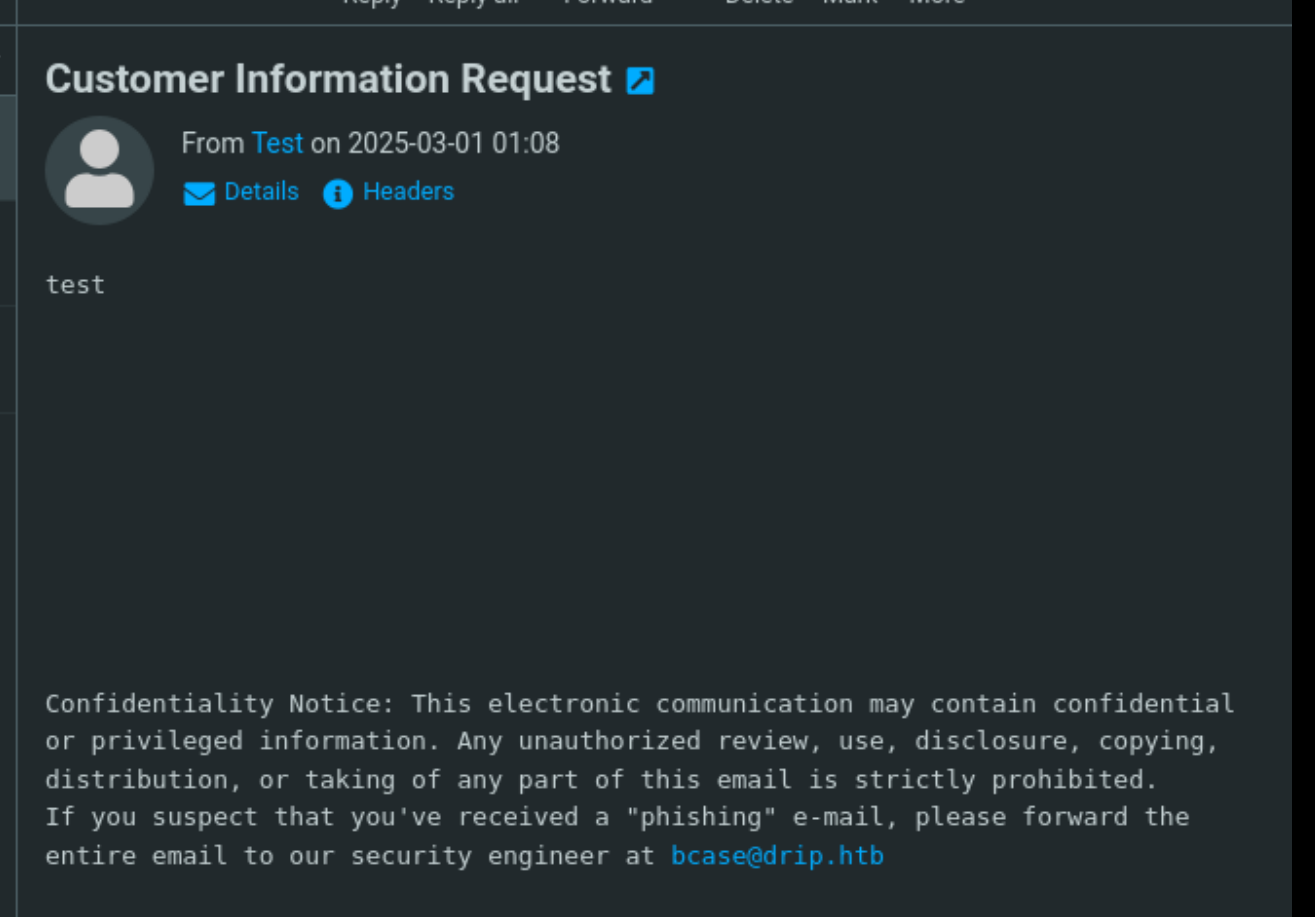 Reply Reply all Forward Delete Mark More
Customer Information Request
From Test on 2025-03-01 01:08
Details Headers
test
Confidentiality Notice: This electronic communication may contain confidential
or privileged information. Any unauthorized review, use, disclosure, copying,
distribution, or taking of any part of this email is strictly prohibited.
If you suspect that you've received a "phishing" e-mail, please forward the
entire email to our security engineer at bcase@drip.htb